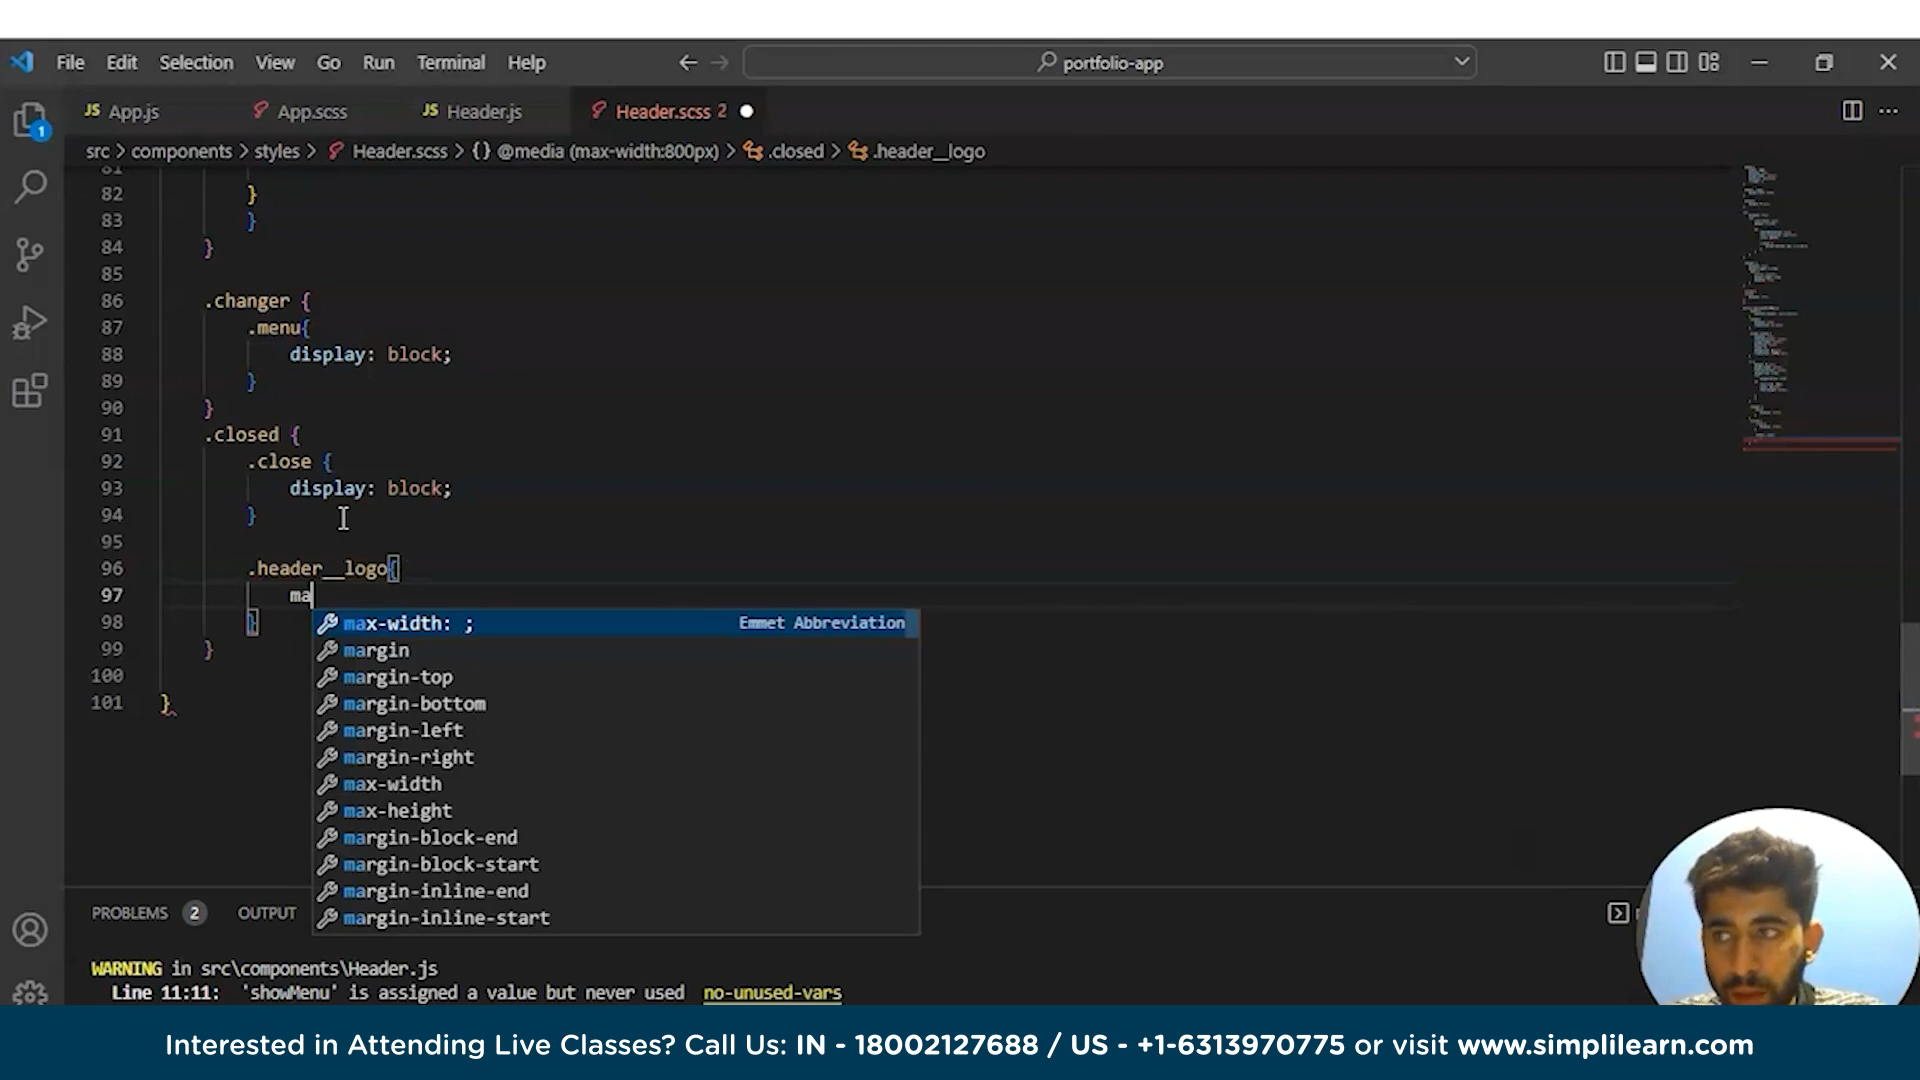 File Edit Selection View Go Run Terminal Help
portfolio-app
JS App.js App.scss JS Header.js Header.scss 2
src > components > styles > Header.scss > {} @media (max-width:800px) > .closed > .header__logo
81
82 }
83 }
84 }
85
86 .changer {
87 .menu{
88 display: block;
89 }
90 }
91 .closed {
92 .close {
93 display: block;
94 }
95
96 .header__logo{
97 ma
98 }
99 }
100
101 }
max-width: ; Emmet Abbreviation
margin
margin-top
margin-bottom
margin-left
margin-right
max-width
max-height
margin-block-end
margin-block-start
margin-inline-end
margin-inline-start
1
PROBLEMS 2 OUTPUT
WARNING in src\components\Header.js
Line 11:11: 'showMenu' is assigned a value but never used no-unused-vars
Interested in Attending Live Classes? Call Us: IN - 18002127688 / US - +1-6313970775 or visit www.simplilearn.com